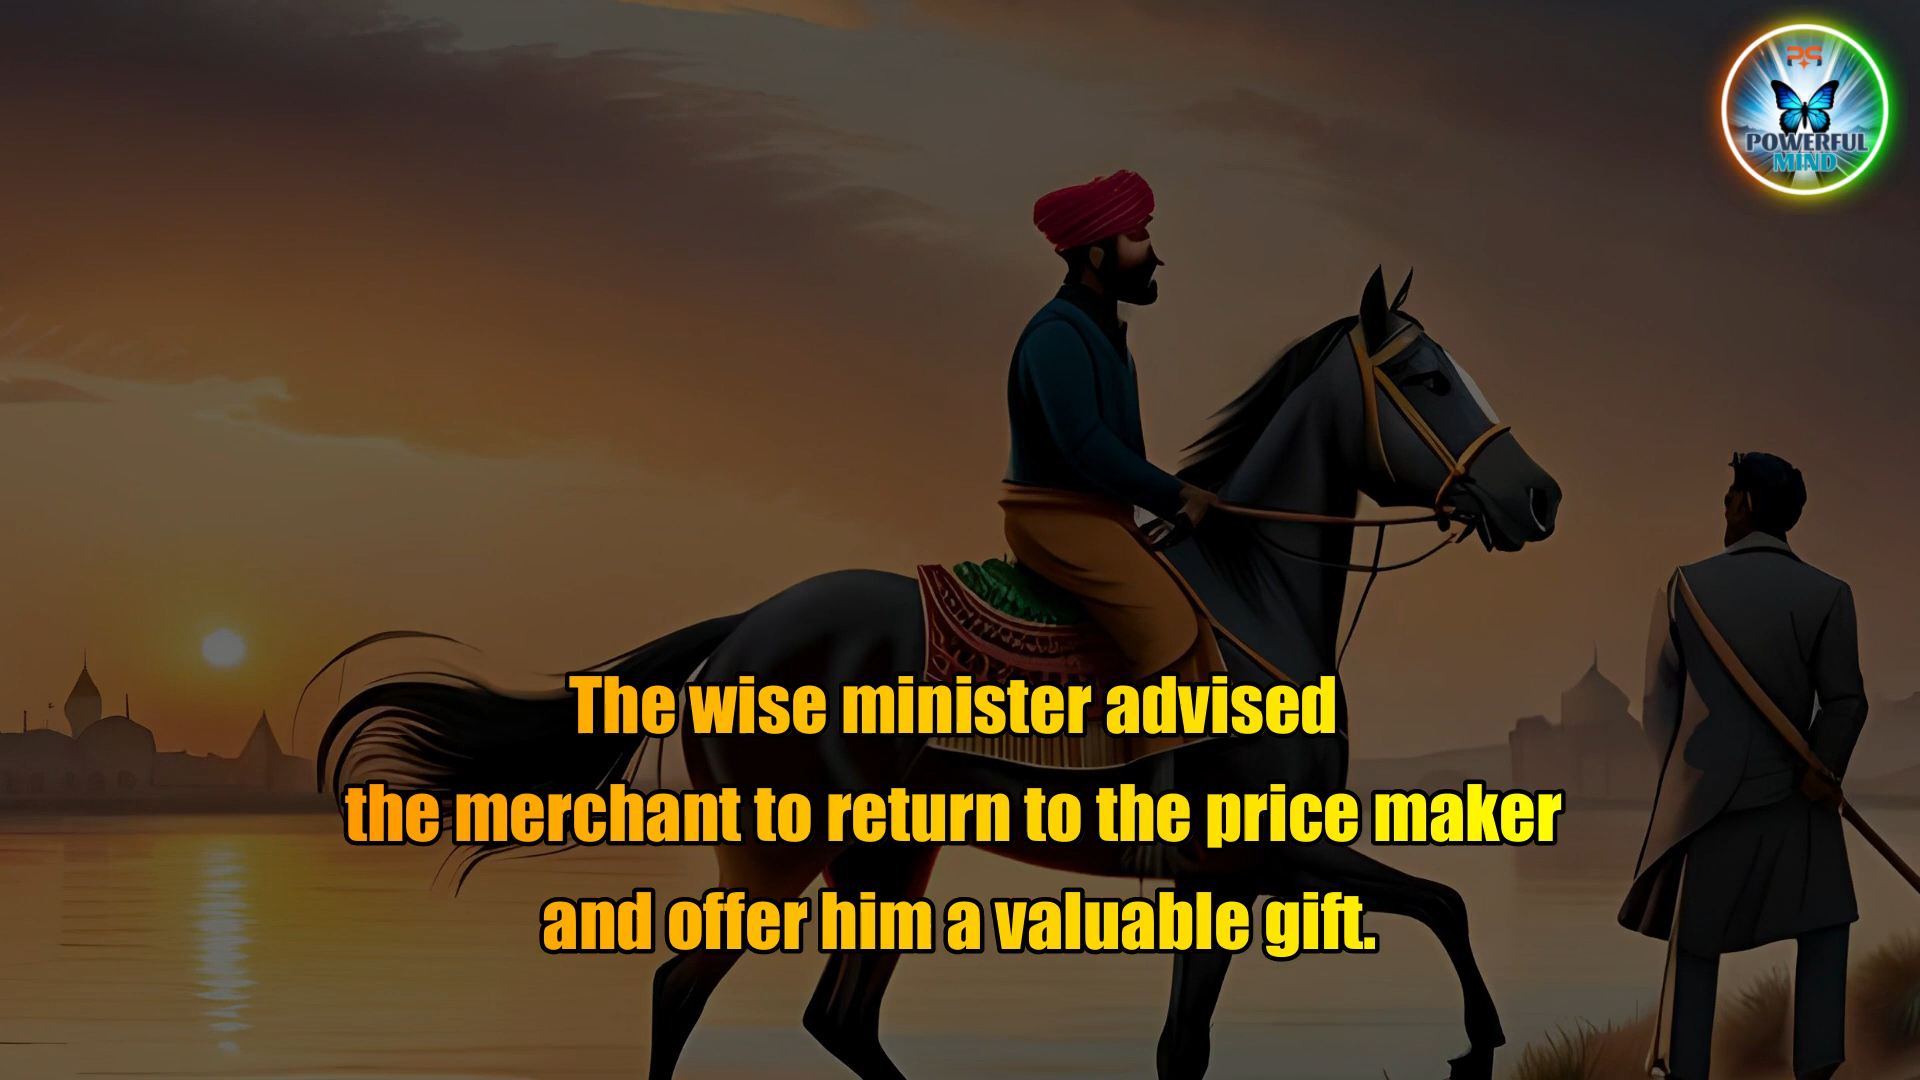 POWERFUL
MIND
The wise minister advised
the merchant to return to the price maker
and offer him a valuable gift.